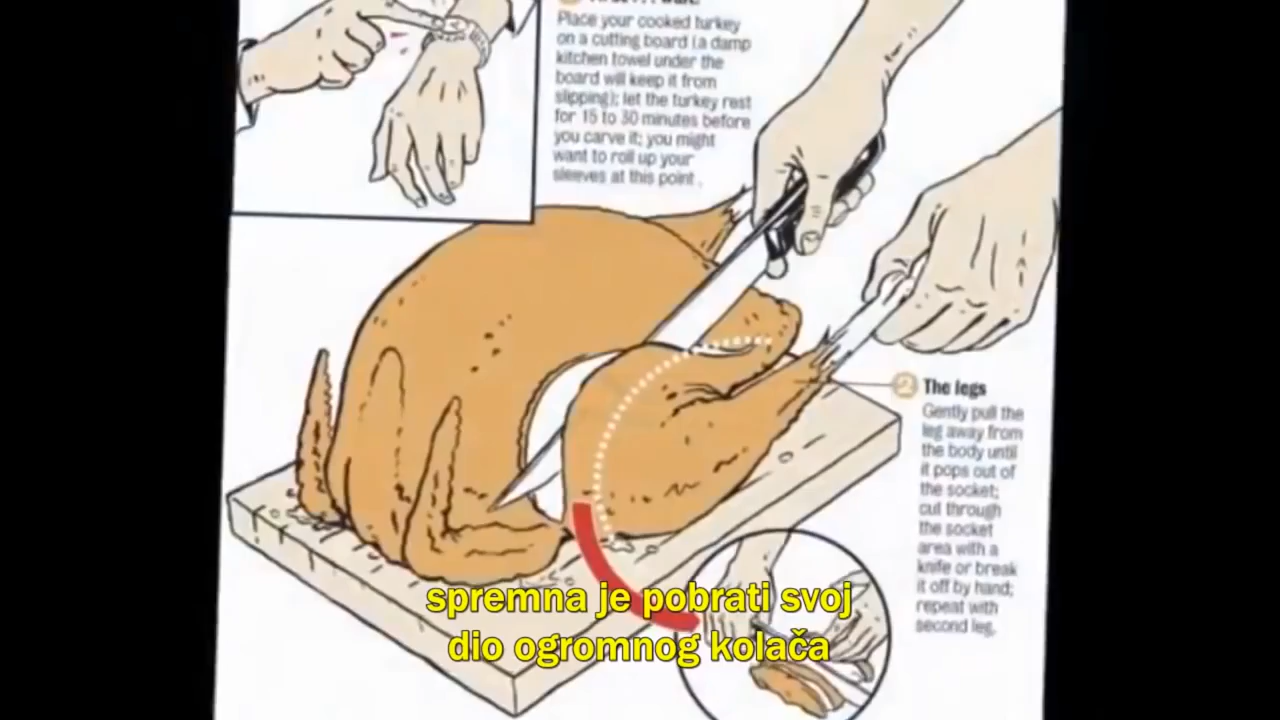 Place your cooked turkey
on a cutting board (a damp
kitchen towel under the
board will keep it from
slipping); let the turkey rest
for 15 to 30 minutes before
you carve it; you might
want to roll up your
sleeves at this point.
2 The legs
Gently pull the
leg away from
the body until
it pops out of
the socket;
cut through
the socket
area with a
knife or break
it off by hand;
repeat with
second leg.
spremna je pobrati svoj
dio ogromnog kolača